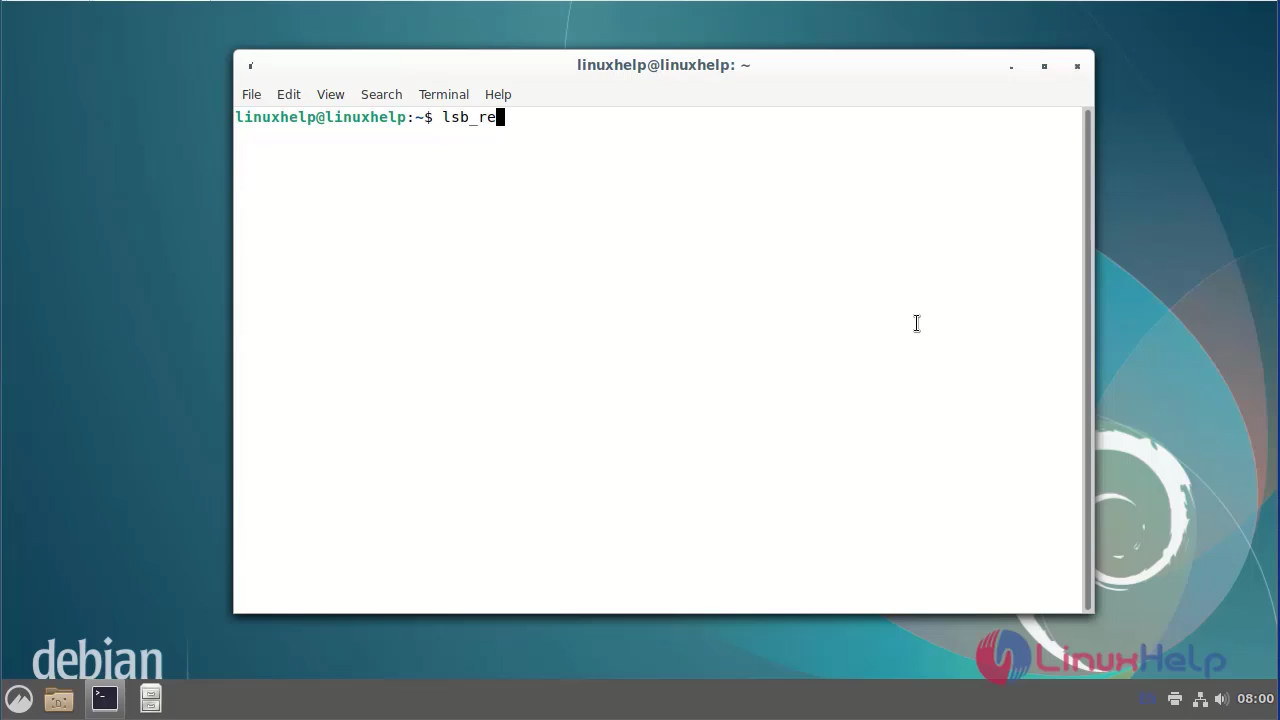 linuxhelp@linuxhelp: ~
File Edit View Search Terminal Help
linuxhelp@linuxhelp:~$ lsb_re
debian
LinuxHelp
08:00